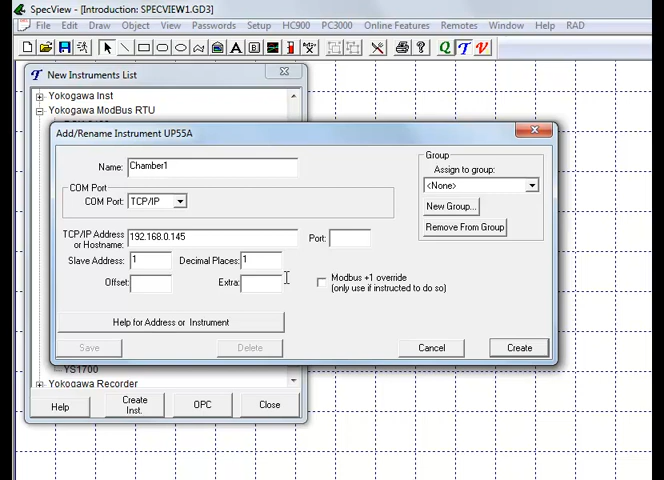 SpecView - [Introduction: SPECVIEW1.GD3]
File Edit Draw View Passwords Setup HC900 PC3000 Online Features Remotes Window Help RAD
A B ? Q T V
T New Instruments List
Yokogawa Inst
Yokogawa ModBus RTU
Add/Rename Instrument UP55A
Name: Chamber1
COM Port
COM Port: TCP/IP
Group
Assign to group:
<None>
New Group...
Remove From Group
TCP/IP Address
or Hostname: 192.168.0.145 Port:
Slave Address: 1 Decimal Places: 1
Offset: Extra:
Modbus +1 override
(only use if instructed to do so)
Help for Address or Instrument
Save Delete Cancel Create
YS1700
Yokogawa Recorder
Help Create
Inst. OPC Close